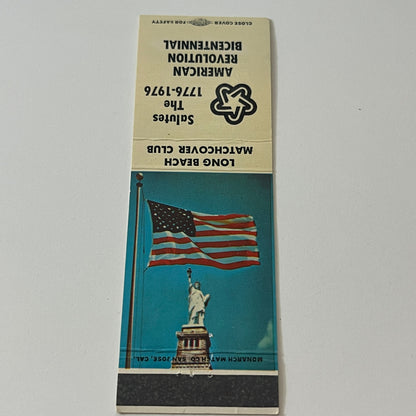 LONG BEACH
MATCHCOVER CLUB
Salutes
The
1776-1976
AMERICAN
REVOLUTION
BICENTENNIAL
CLOSE COVER FOR SAFETY
MONARCH MATCH CO. SAN JOSE, CAL.